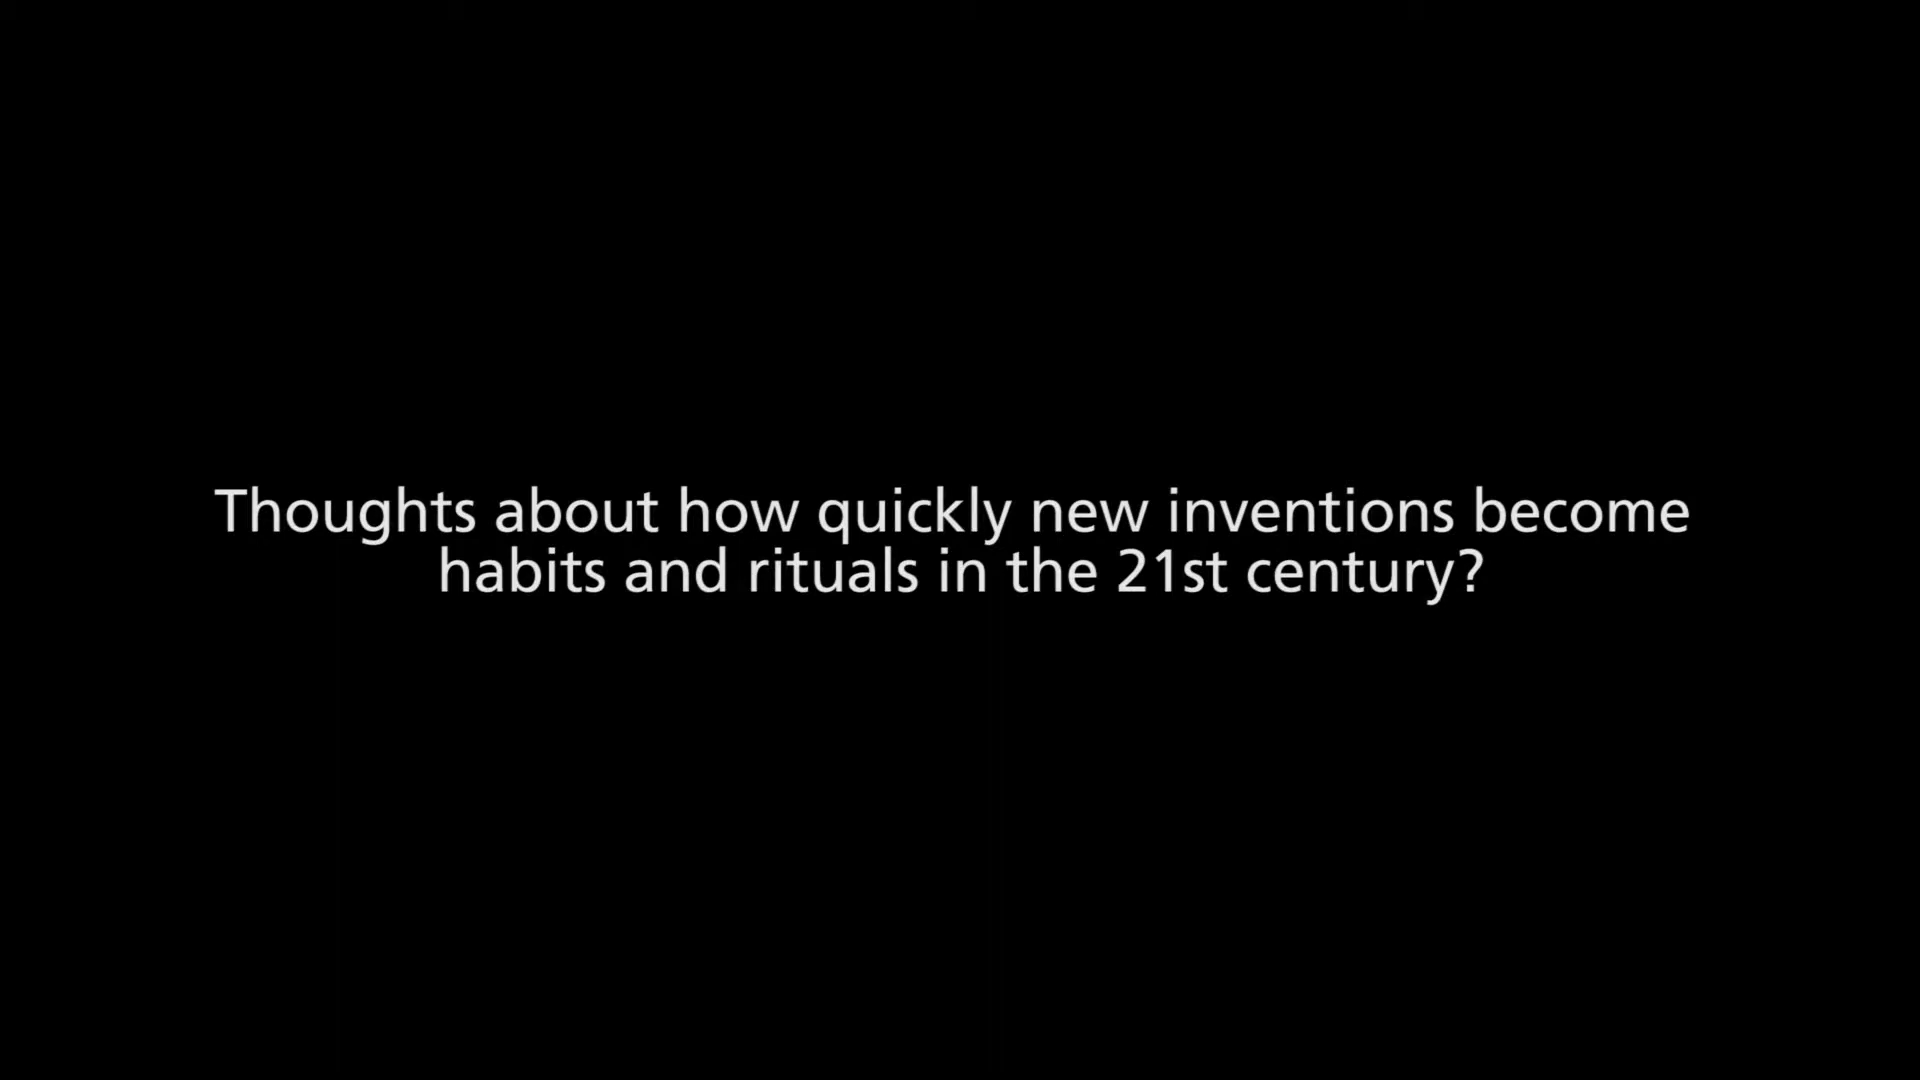 Thoughts about how quickly new inventions become
habits and rituals in the 21st century?